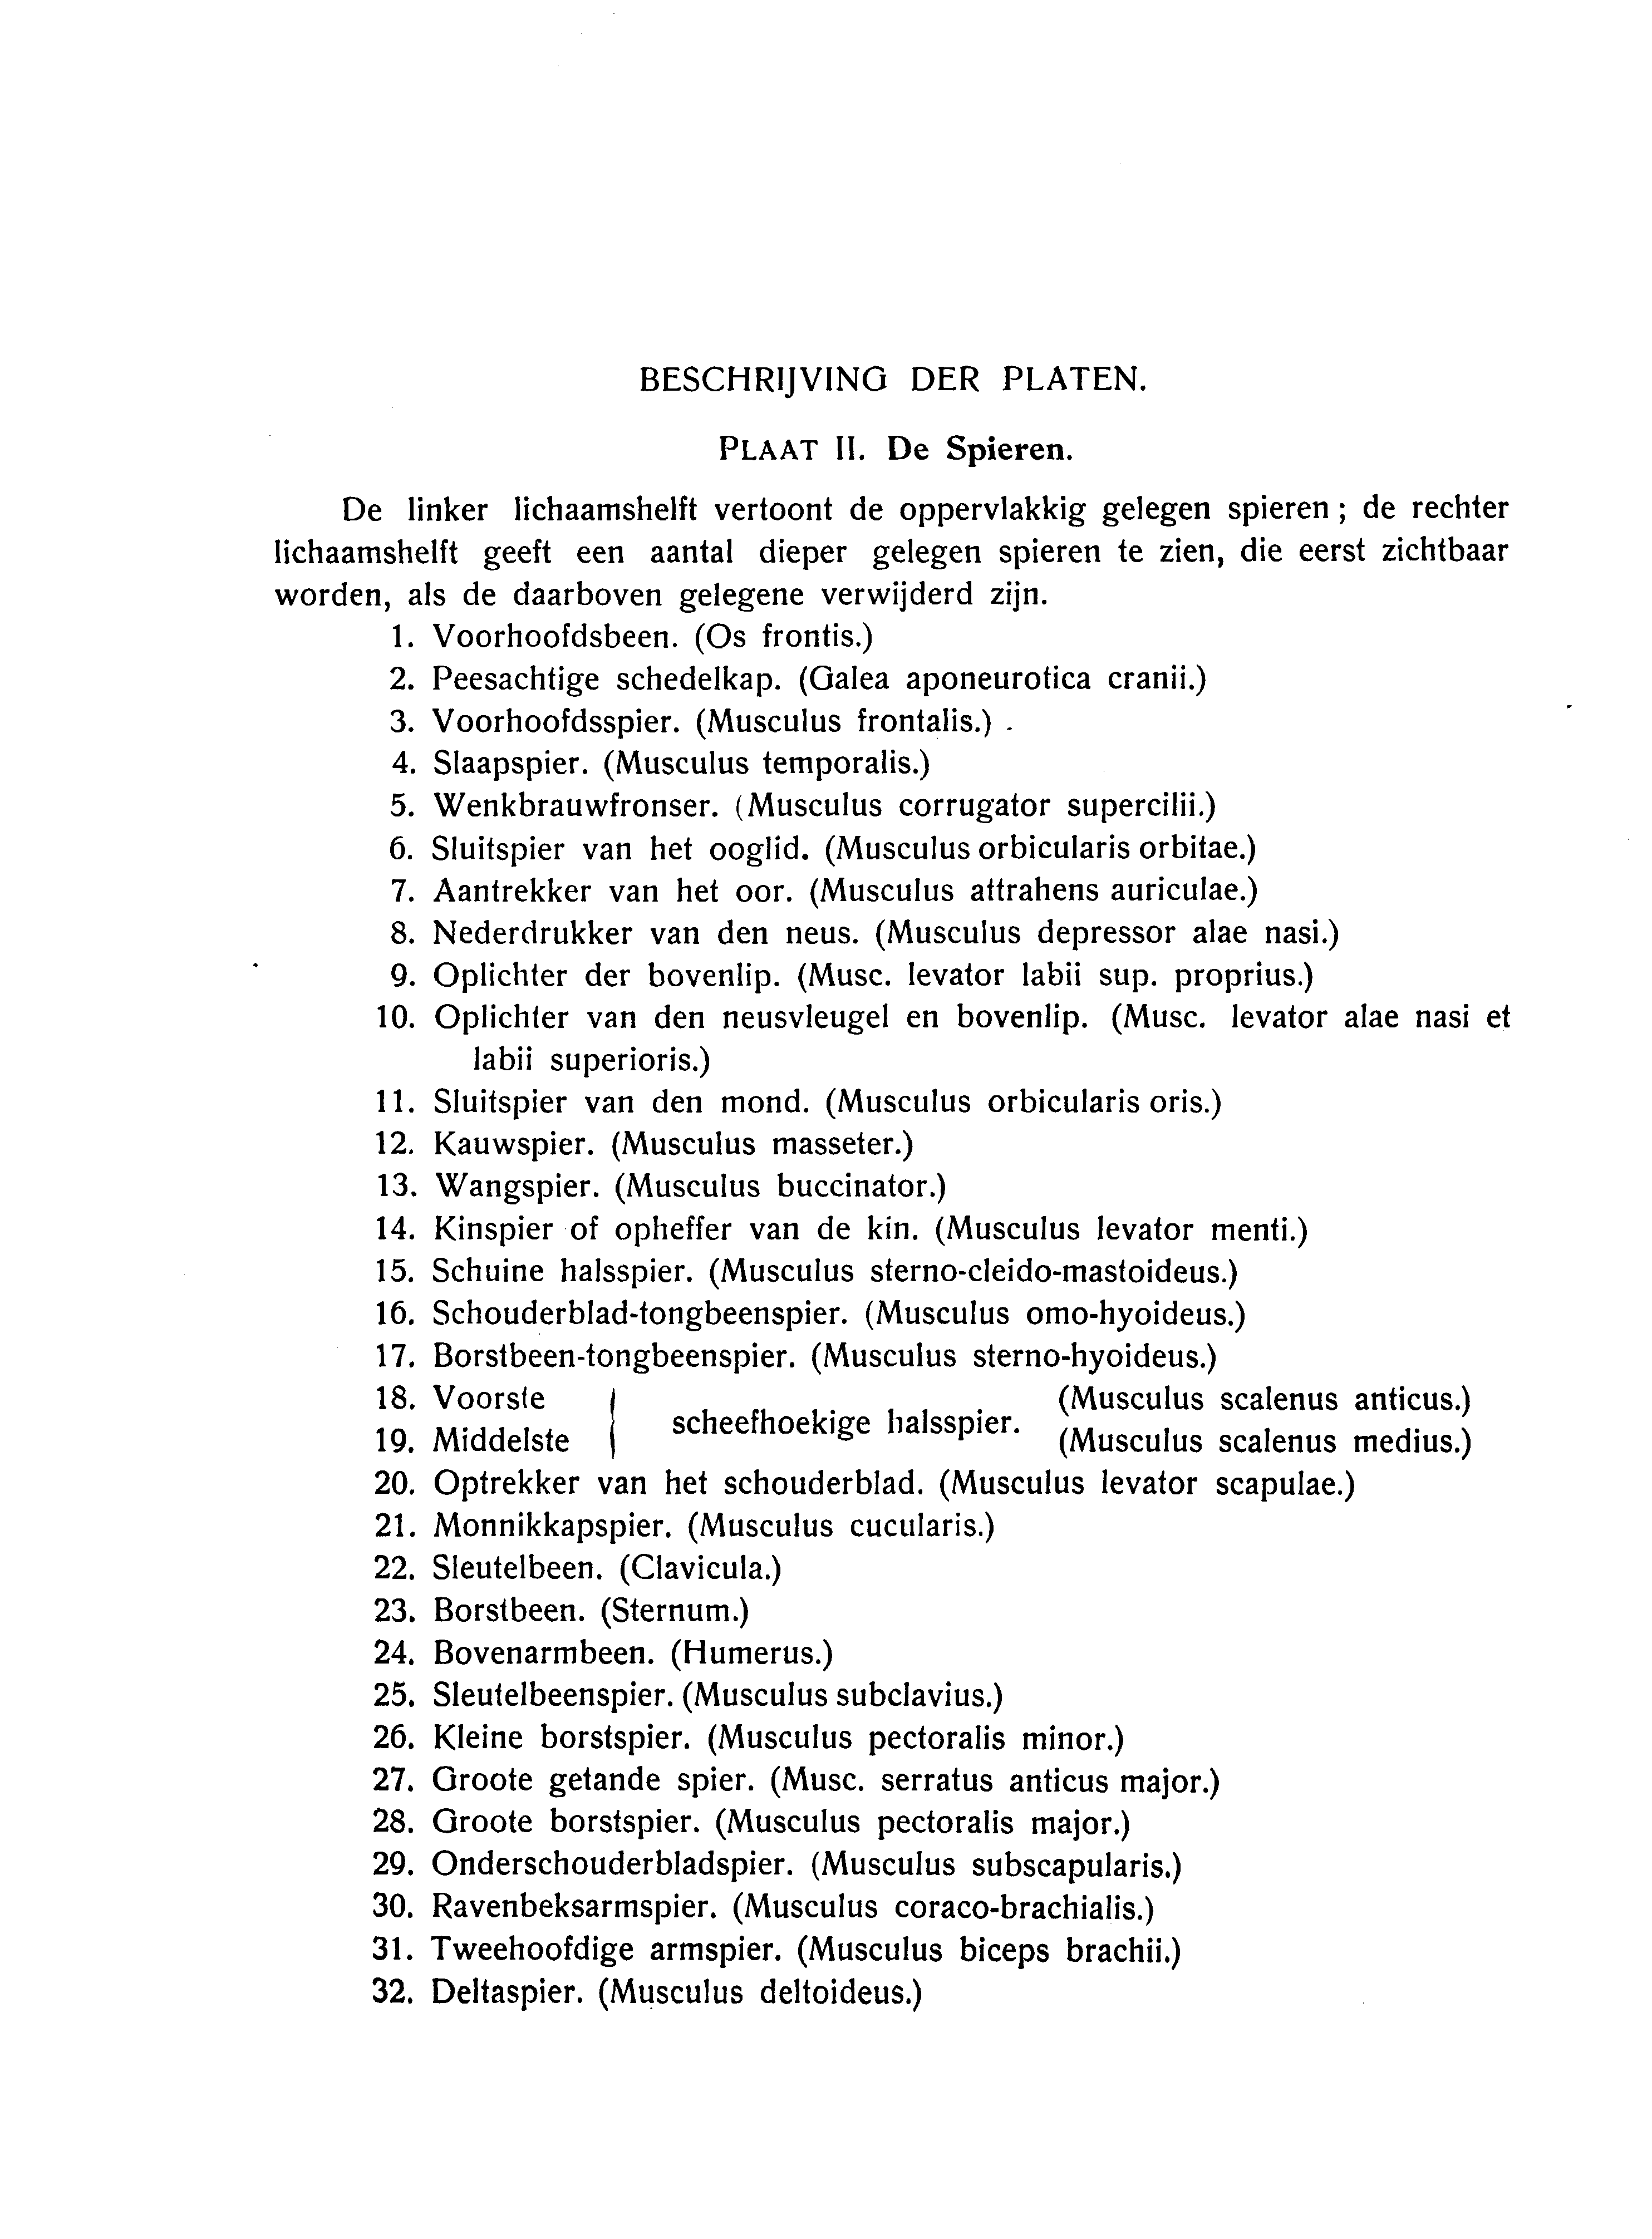 BESCHRIJVING DER PLATEN.
PLAAT II. De Spieren.
De linker lichaamshelft vertoont de oppervlakkig gelegen spieren; de rechter
lichaamshelft geeft een aantal dieper gelegen spieren te zien, die eerst zichtbaar
worden, als de daarboven gelegene verwijderd zijn.
1. Voorhoofdsbeen. (Os frontis.)
2. Peesachtige schedelkap. (Galea aponeurotica cranii.)
3. Voorhoofdsspier. (Musculus frontalis.)
4. Slaapspier. (Musculus temporalis.)
5. Wenkbrauwfronser. (Musculus corrugator supercilii.)
6. Sluitspier van het ooglid. (Musculus orbicularis orbitae.)
7. Aantrekker van het oor. (Musculus attrahens auriculae.)
8. Nederdrukker van den neus. (Musculus depressor alae nasi.)
9. Oplichter der bovenlip. (Musc. levator labii sup. proprius.)
10. Oplichter van den neusvleugel en bovenlip. (Musc. levator alae nasi et
labii superioris.)
11. Sluitspier van den mond. (Musculus orbicularis oris.)
12. Kauwspier. (Musculus masseter.)
13. Wangspier. (Musculus buccinator.)
14. Kinspier of opheffer van de kin. (Musculus levator menti.)
15. Schuine halsspier. (Musculus sterno-cleido-mastoideus.)
16. Schouderblad-tongbeenspier. (Musculus omo-hyoideus.)
17. Borstbeen-tongbeenspier. (Musculus sterno-hyoideus.)
18. Voorste (Musculus scalenus anticus.)
scheefhoekige halsspier.
19. Middelste (Musculus scalenus medius.)
20. Optrekker van het schouderblad. (Musculus levator scapulae.)
21. Monnikkapspier. (Musculus cucularis.)
22. Sleutelbeen. (Clavicula.)
23. Borstbeen. (Sternum.)
24. Bovenarmbeen. (Humerus.)
25. Sleutelbeenspier. (Musculus subclavius.)
26. Kleine borstspier. (Musculus pectoralis minor.)
27. Groote getande spier. (Musc. serratus anticus major.)
28. Groote borstspier. (Musculus pectoralis major.)
29. Onderschouderbladspier. (Musculus subscapularis.)
30. Ravenbeksarmspier. (Musculus coraco-brachialis.)
31. Tweehoofdige armspier. (Musculus biceps brachii.)
32. Deltaspier. (Musculus deltoideus.)